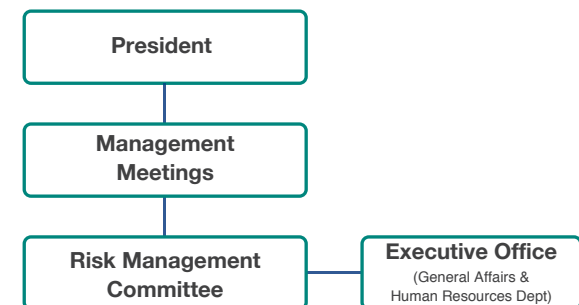 President
Management
Meetings
Risk Management
Committee
Executive Office
(General Affairs &
Human Resources Dept)